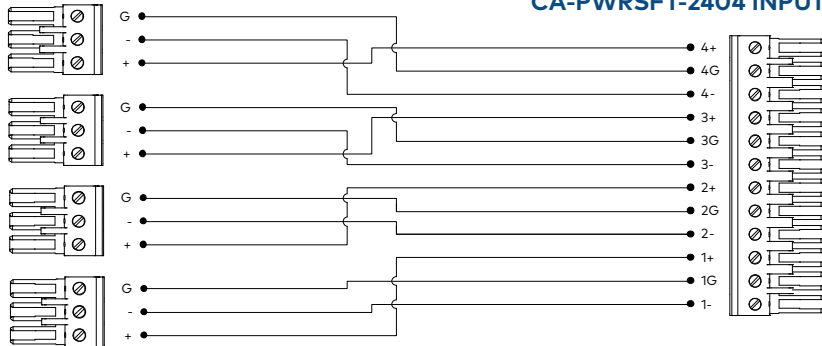 CA-PWRSFT-2404 INPUT
G
-
+
G
-
+
G
-
+
G
-
+
4+
4G
4-
3+
3G
3-
2+
2G
2-
1+
1G
1-